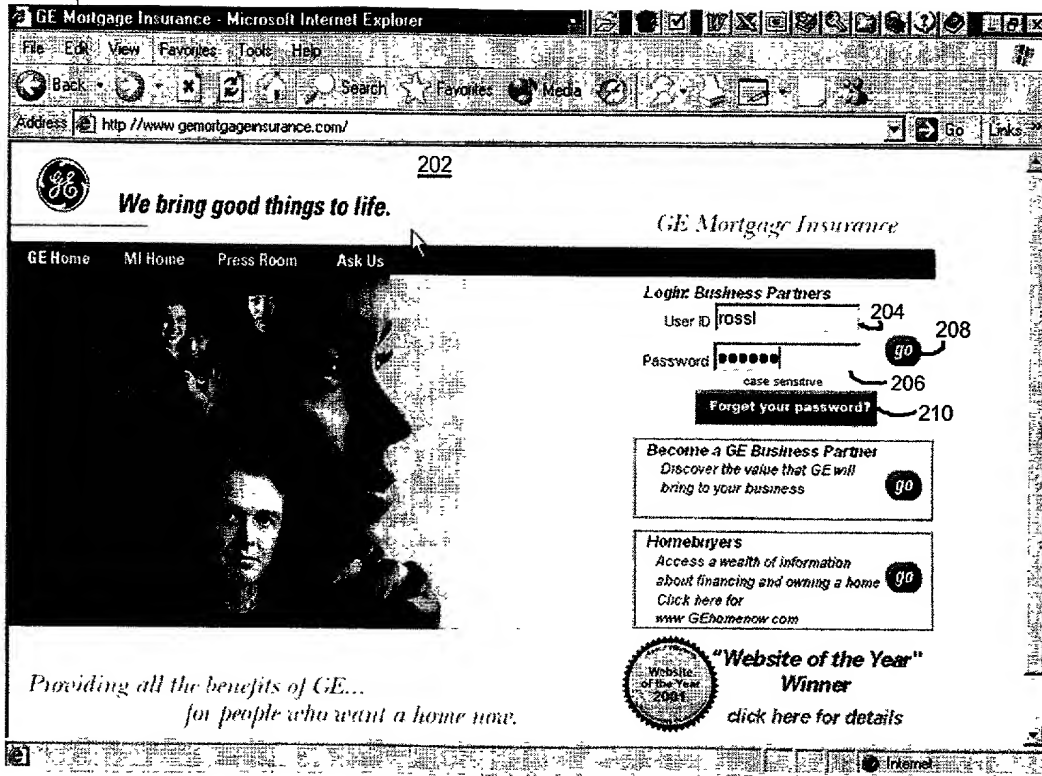 GE Mortgage Insurance - Microsoft Internet Explorer
File Edit View Favorites Tools Help
Back Search Favorites Media
Address http://www.gemortgageinsurance.com/ Go Links »
202
GE
We bring good things to life.
GE Mortgage Insurance
GE Home MI Home Press Room Ask Us
Login: Business Partners
User ID rossl 204
Password •••••• go 208
case sensitive 206
Forget your password? 210
Become a GE Business Partner
Discover the value that GE will
bring to your business go
Homebuyers
Access a wealth of information
about financing and owning a home go
Click here for
www GEhomenow com
Website
of the Year
2001
"Website of the Year"
Winner
click here for details
Providing all the benefits of GE...
for people who want a home now.
Internet